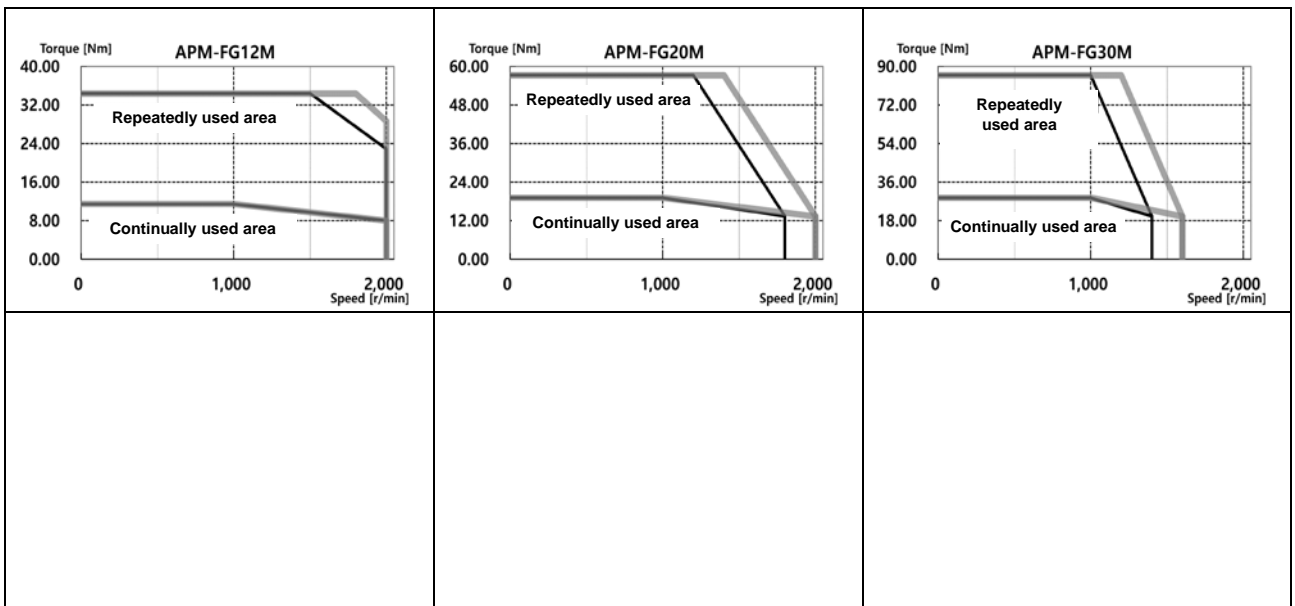 Torque [Nm]
APM-FG12M
40.00
32.00
Repeatedly used area
24.00
16.00
8.00
Continually used area
0.00
0
1,000
2,000
Speed [r/min]
Torque [Nm]
APM-FG20M
60.00
48.00
Repeatedly used area
36.00
24.00
12.00
Continually used area
0.00
0
1,000
2,000
Speed [r/min]
Torque [Nm]
APM-FG30M
90.00
72.00
Repeatedly
used area
54.00
36.00
18.00
Continually used area
0.00
0
1,000
2,000
Speed [r/min]